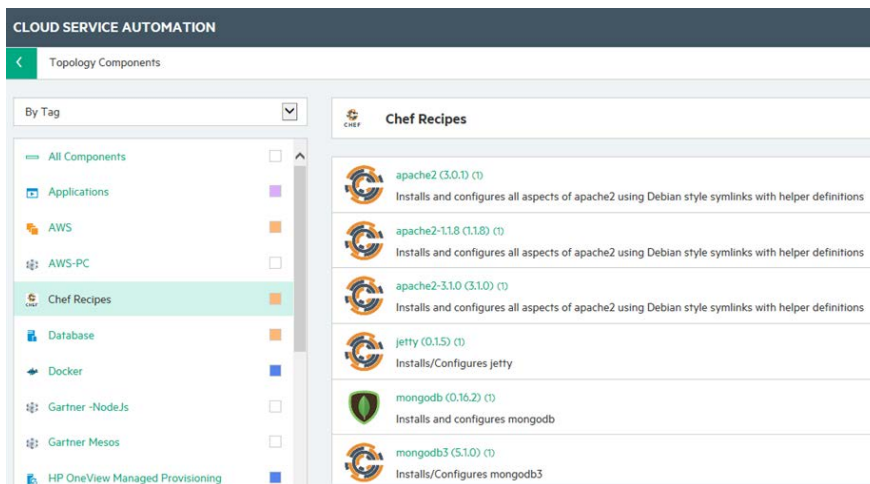 CLOUD SERVICE AUTOMATION
Topology Components
By Tag
All Components
Applications
AWS
AWS-PC
Chef Recipes
Database
Docker
Gartner -NodeJs
Gartner Mesos
HP OneView Managed Provisioning
CHEF
Chef Recipes
apache2 (3.0.1) (1)
Installs and configures all aspects of apache2 using Debian style symlinks with helper definitions
apache2-1.1.8 (1.1.8) (1)
Installs and configures all aspects of apache2 using Debian style symlinks with helper definitions
apache2-3.1.0 (3.1.0) (1)
Installs and configures all aspects of apache2 using Debian style symlinks with helper definitions
jetty (0.1.5) (1)
Installs/Configures jetty
mongodb (0.16.2) (1)
Installs and configures mongodb
mongodb3 (5.1.0) (1)
Installs/Configures mongodb3